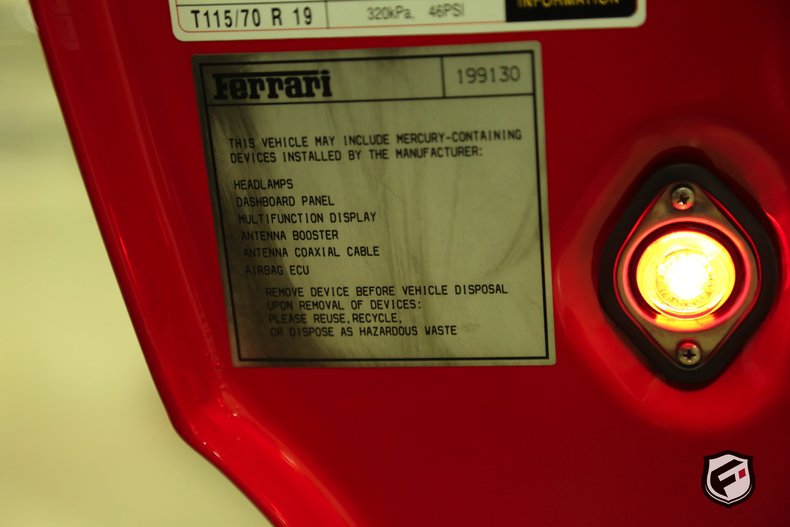 T115/70 R 19 320kPa, 46PSI INFORMATION
Ferrari 199130
THIS VEHICLE MAY INCLUDE MERCURY-CONTAINING
DEVICES INSTALLED BY THE MANUFACTURER:
HEADLAMPS
DASHBOARD PANEL
MULTIFUNCTION DISPLAY
ANTENNA BOOSTER
ANTENNA COAXIAL CABLE
AIRBAG ECU
REMOVE DEVICE BEFORE VEHICLE DISPOSAL
UPON REMOVAL OF DEVICES:
PLEASE REUSE,RECYCLE,
OR DISPOSE AS HAZARDOUS WASTE